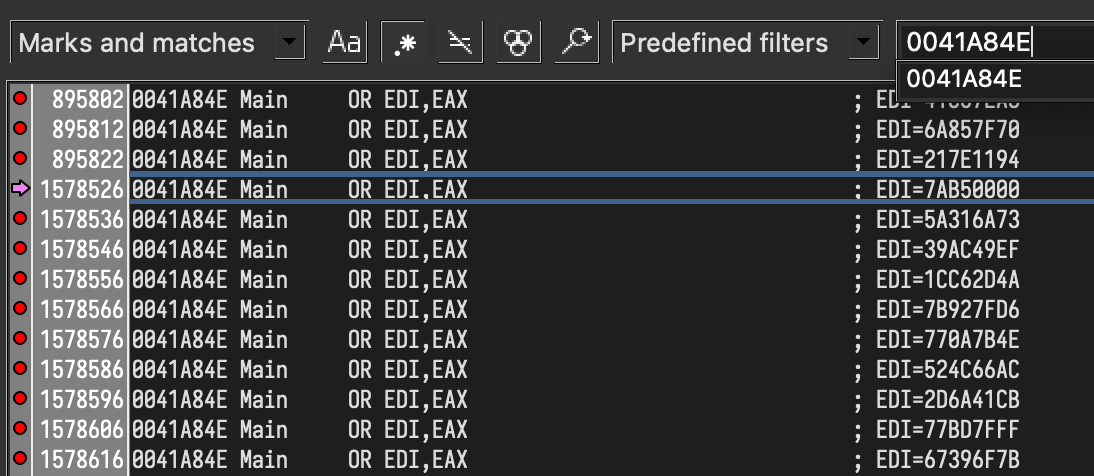 Marks and matches Aa .* Predefined filters 0041A84E
0041A84E
895802 0041A84E Main OR EDI,EAX ; EDI=
895812 0041A84E Main OR EDI,EAX ; EDI=6A857F70
895822 0041A84E Main OR EDI,EAX ; EDI=217E1194
1578526 0041A84E Main OR EDI,EAX ; EDI=7AB50000
1578536 0041A84E Main OR EDI,EAX ; EDI=5A316A73
1578546 0041A84E Main OR EDI,EAX ; EDI=39AC49EF
1578556 0041A84E Main OR EDI,EAX ; EDI=1CC62D4A
1578566 0041A84E Main OR EDI,EAX ; EDI=7B927FD6
1578576 0041A84E Main OR EDI,EAX ; EDI=770A7B4E
1578586 0041A84E Main OR EDI,EAX ; EDI=524C66AC
1578596 0041A84E Main OR EDI,EAX ; EDI=2D6A41CB
1578606 0041A84E Main OR EDI,EAX ; EDI=77BD7FFF
1578616 0041A84E Main OR EDI,EAX ; EDI=67396F7B